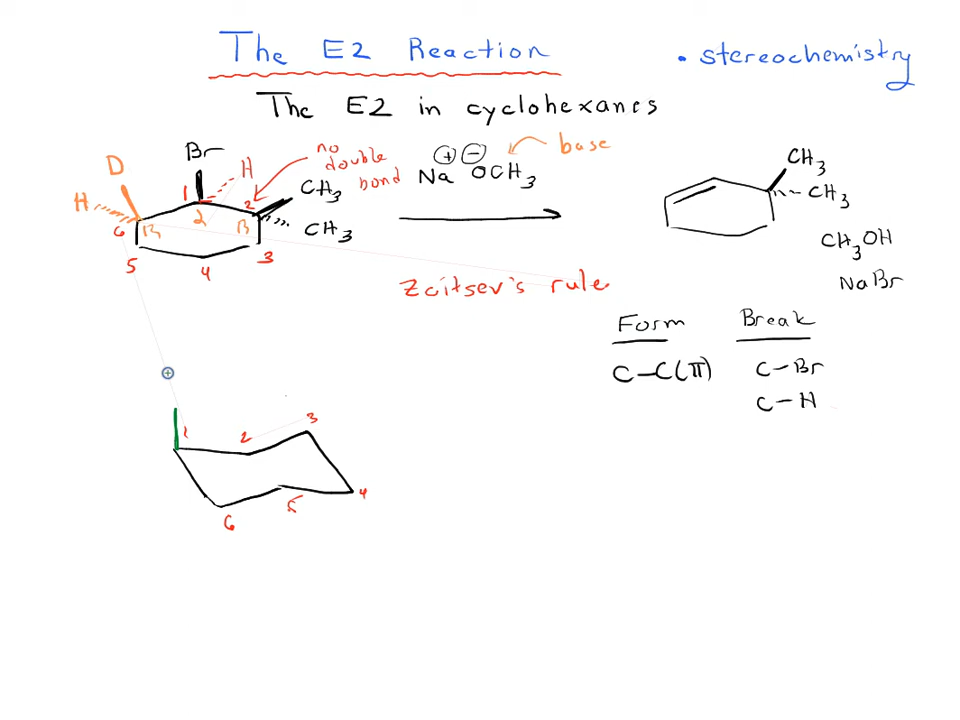 The E2 Reaction
• stereochemistry
The E2 in cyclohexanes
D
H
Br
H
no
double
bond
CH3
CH3
1
2
2
B
B
6
5
4
3
Na⊕ ⊖OCH3
base
CH3
CH3
CH3OH
NaBr
Zaitsev's rule
Form
Break
C-C(π)
C-Br
C-H
1
2
3
4
5
6